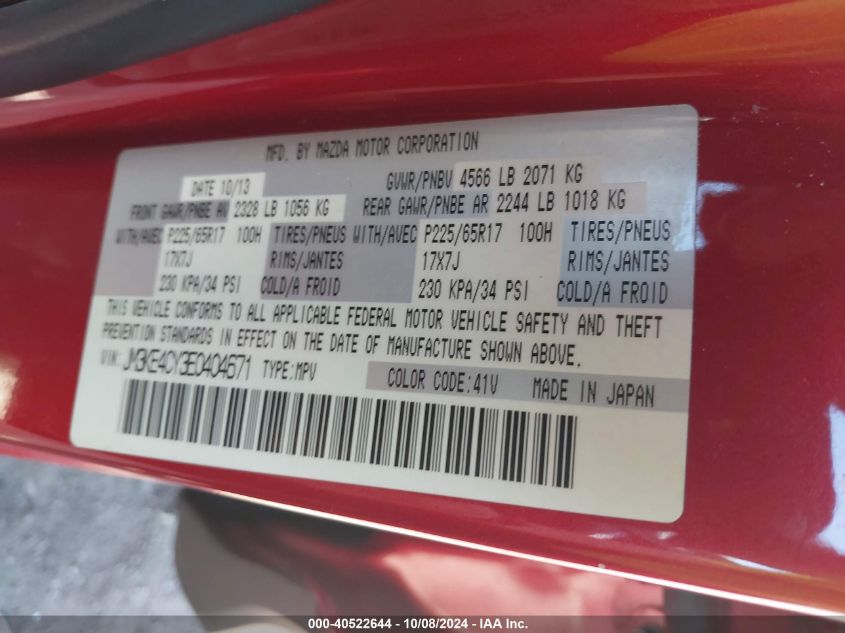 MFD. BY MAZDA MOTOR CORPORATION
DATE 10/13 GVWR/PNBV 4566 LB 2071 KG
FRONT GAWR/PNBE AV 2328 LB 1056 KG REAR GAWR/PNBE AR 2244 LB 1018 KG
WITH/AVEC P225/65R17 100H TIRES/PNEUS WITH/AVEC P225/65R17 100H TIRES/PNEUS
17X7J RIMS/JANTES 17X7J RIMS/JANTES
230 KPA/34 PSI COLD/A FROID 230 KPA/34 PSI COLD/A FROID
THIS VEHICLE CONFORMS TO ALL APPLICABLE FEDERAL MOTOR VEHICLE SAFETY AND THEFT
PREVENTION STANDARDS IN EFFECT ON THE DATE OF MANUFACTURE SHOWN ABOVE.
VIN: JM3KE4CY3E0404571 TYPE:MPV COLOR CODE:41V MADE IN JAPAN
000-40522644 - 10/08/2024 - IAA Inc.